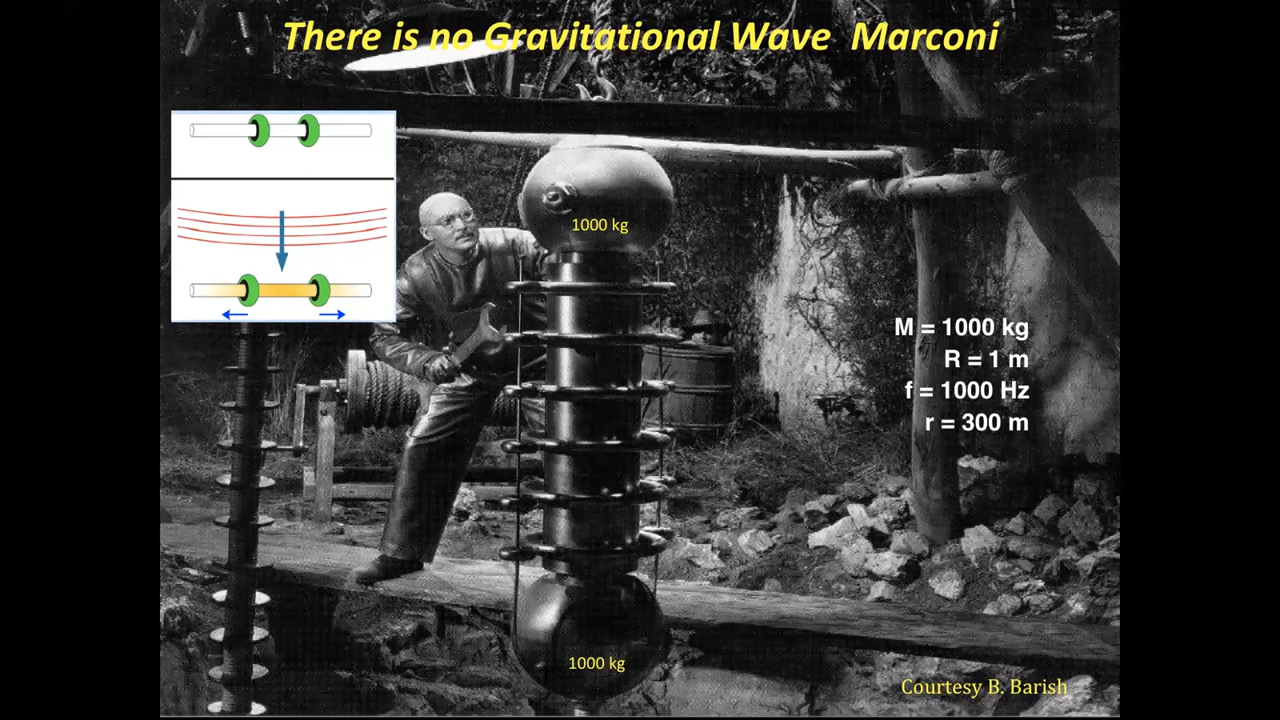 There is no Gravitational Wave Marconi
1000 kg
M = 1000 kg
R = 1 m
f = 1000 Hz
r = 300 m
1000 kg
Courtesy B. Barish